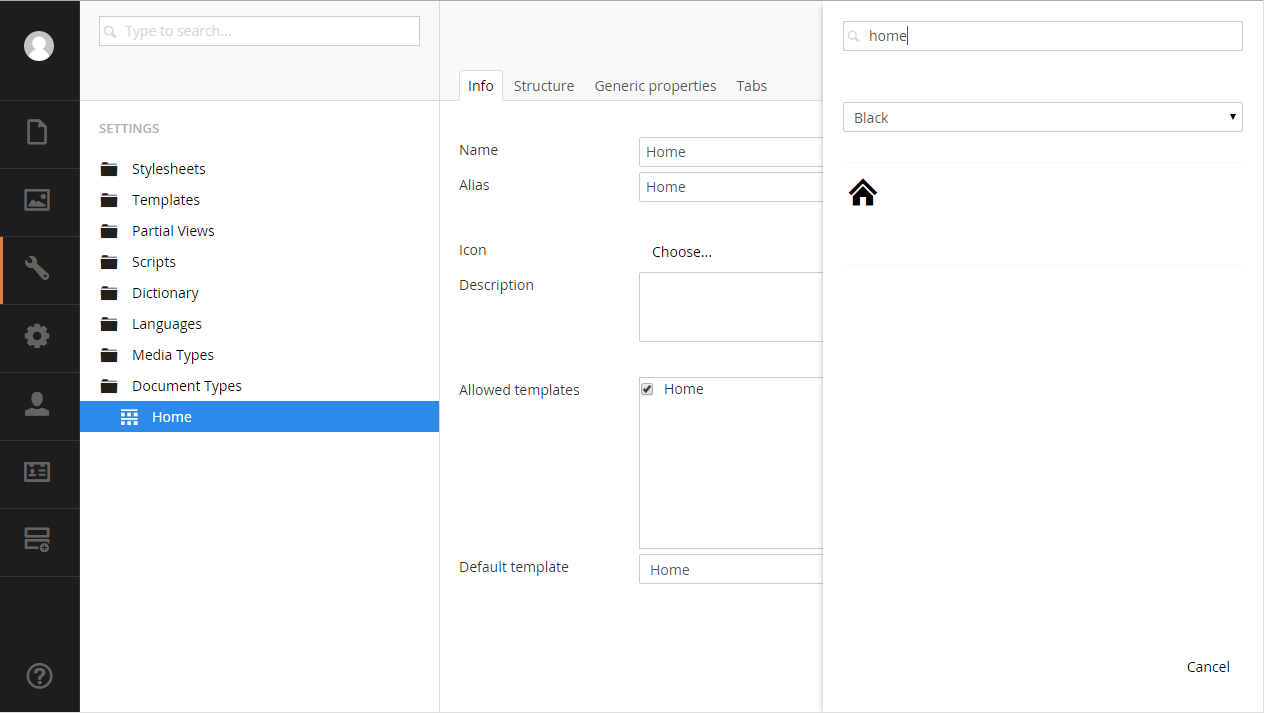 Type to search...
SETTINGS
Stylesheets
Templates
Partial Views
Scripts
Dictionary
Languages
Media Types
Document Types
Home
Info Structure Generic properties Tabs
Name Home
Alias Home
Icon Choose...
Description
Allowed templates Home
Default template Home
home
Black
Cancel